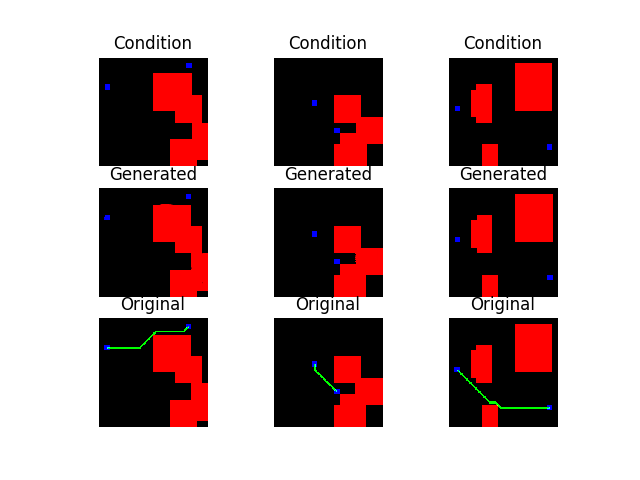 Condition
Condition
Condition
Generated
Generated
Generated
Original
Original
Original